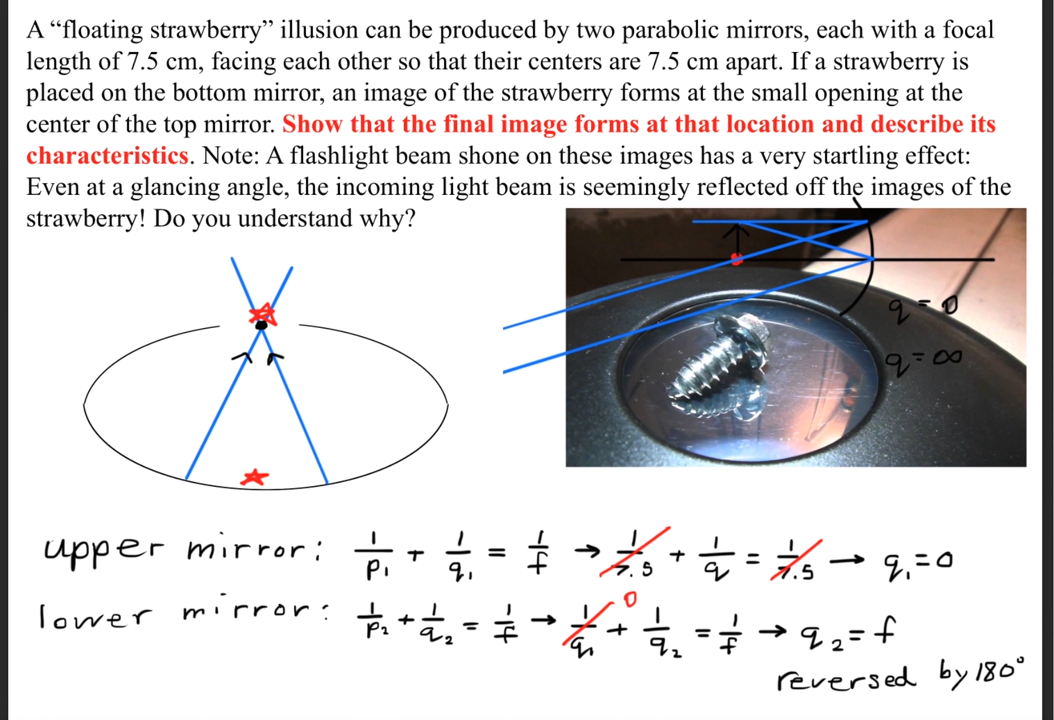 A “floating strawberry” illusion can be produced by two parabolic mirrors, each with a focal
length of 7.5 cm, facing each other so that their centers are 7.5 cm apart. If a strawberry is
placed on the bottom mirror, an image of the strawberry forms at the small opening at the
center of the top mirror. Show that the final image forms at that location and describe its
characteristics. Note: A flashlight beam shone on these images has a very startling effect:
Even at a glancing angle, the incoming light beam is seemingly reflected off the images of the
strawberry! Do you understand why?
q = 0
q = ∞
upper mirror: 1/p₁ + 1/q₁ = 1/f → 1/7.5 + 1/q = 1/7.5 → q₁ = 0
lower mirror: 1/p₂ + 1/q₂ = 1/f → 1/q₁ 0 + 1/q₂ = 1/f → q₂ = f
reversed by 180°